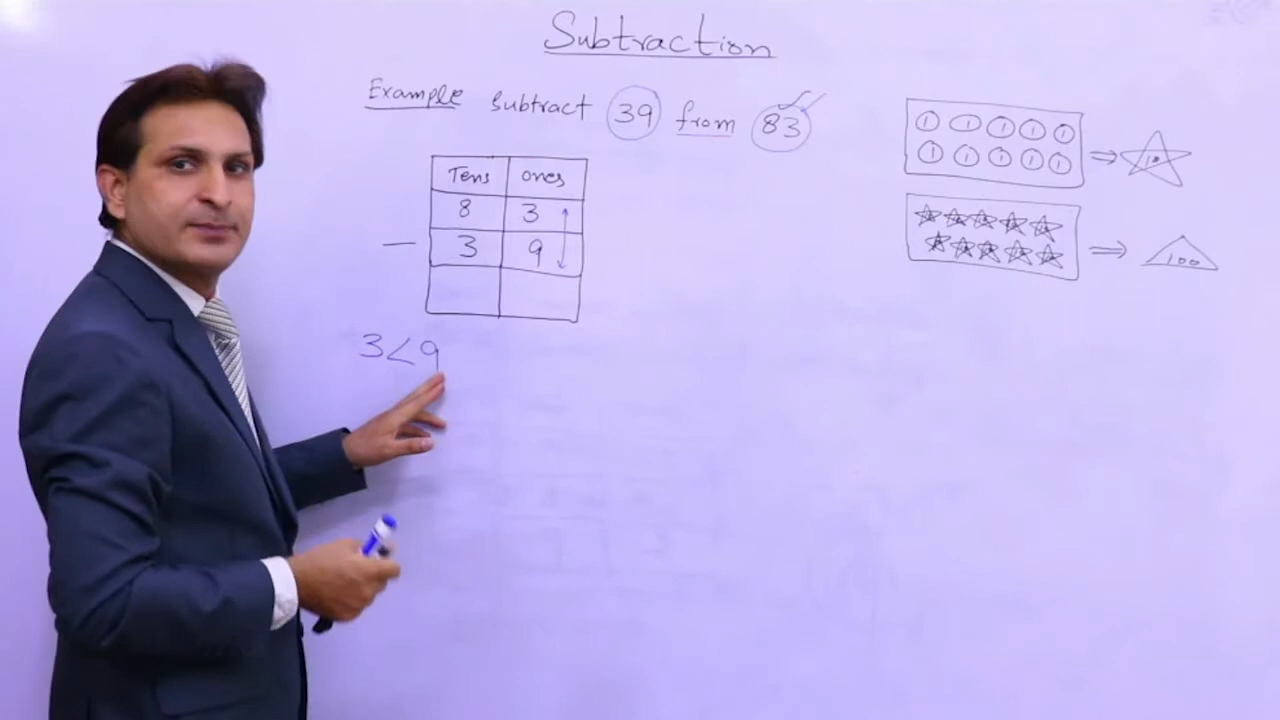 Subtraction
Example Subtract 39 from 83
Tens ones
8 3
— 3 9
3<9
1 1 1 1 1
1 1 1 1 1
⇒ 10
⇒ 100